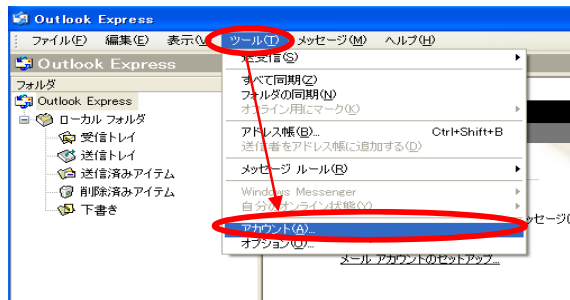 Outlook Express
ファイル(F) 編集(E) 表示(V ツール(T) メッセージ(M) ヘルプ(H)
Outlook Express
送受信(S)
フォルダ
すべて同期(Z)
Outlook Express
フォルダの同期(N)
オフライン用にマーク(K)
ローカル フォルダ
アドレス帳(B)... Ctrl+Shift+B
受信トレイ
送信者をアドレス帳に追加する(D)
送信トレイ
メッセージ ルール(R)
送信済みアイテム
Windows Messenger
削除済みアイテム
自分のオンライン状態(Y)
下書き
アカウント(A)...
ッセージ(
オプション(O)...
メール アカウントのセットアップ...